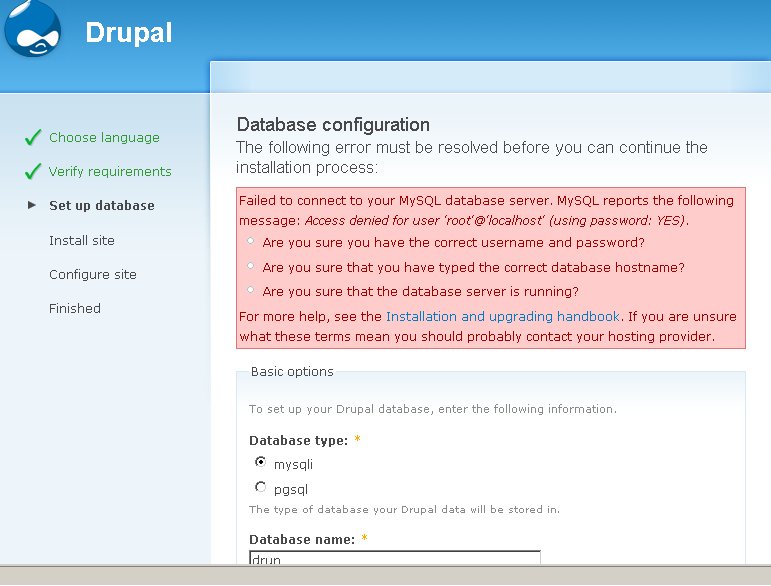 Drupal
Choose language
Verify requirements
Set up database
Install site
Configure site
Finished
Database configuration
The following error must be resolved before you can continue the
installation process:
Failed to connect to your MySQL database server. MySQL reports the following
message: Access denied for user 'root'@'localhost' (using password: YES).
Are you sure you have the correct username and password?
Are you sure that you have typed the correct database hostname?
Are you sure that the database server is running?
For more help, see the Installation and upgrading handbook. If you are unsure
what these terms mean you should probably contact your hosting provider.
Basic options
To set up your Drupal database, enter the following information.
Database type: *
mysqli
pgsql
The type of database your Drupal data will be stored in.
Database name: *